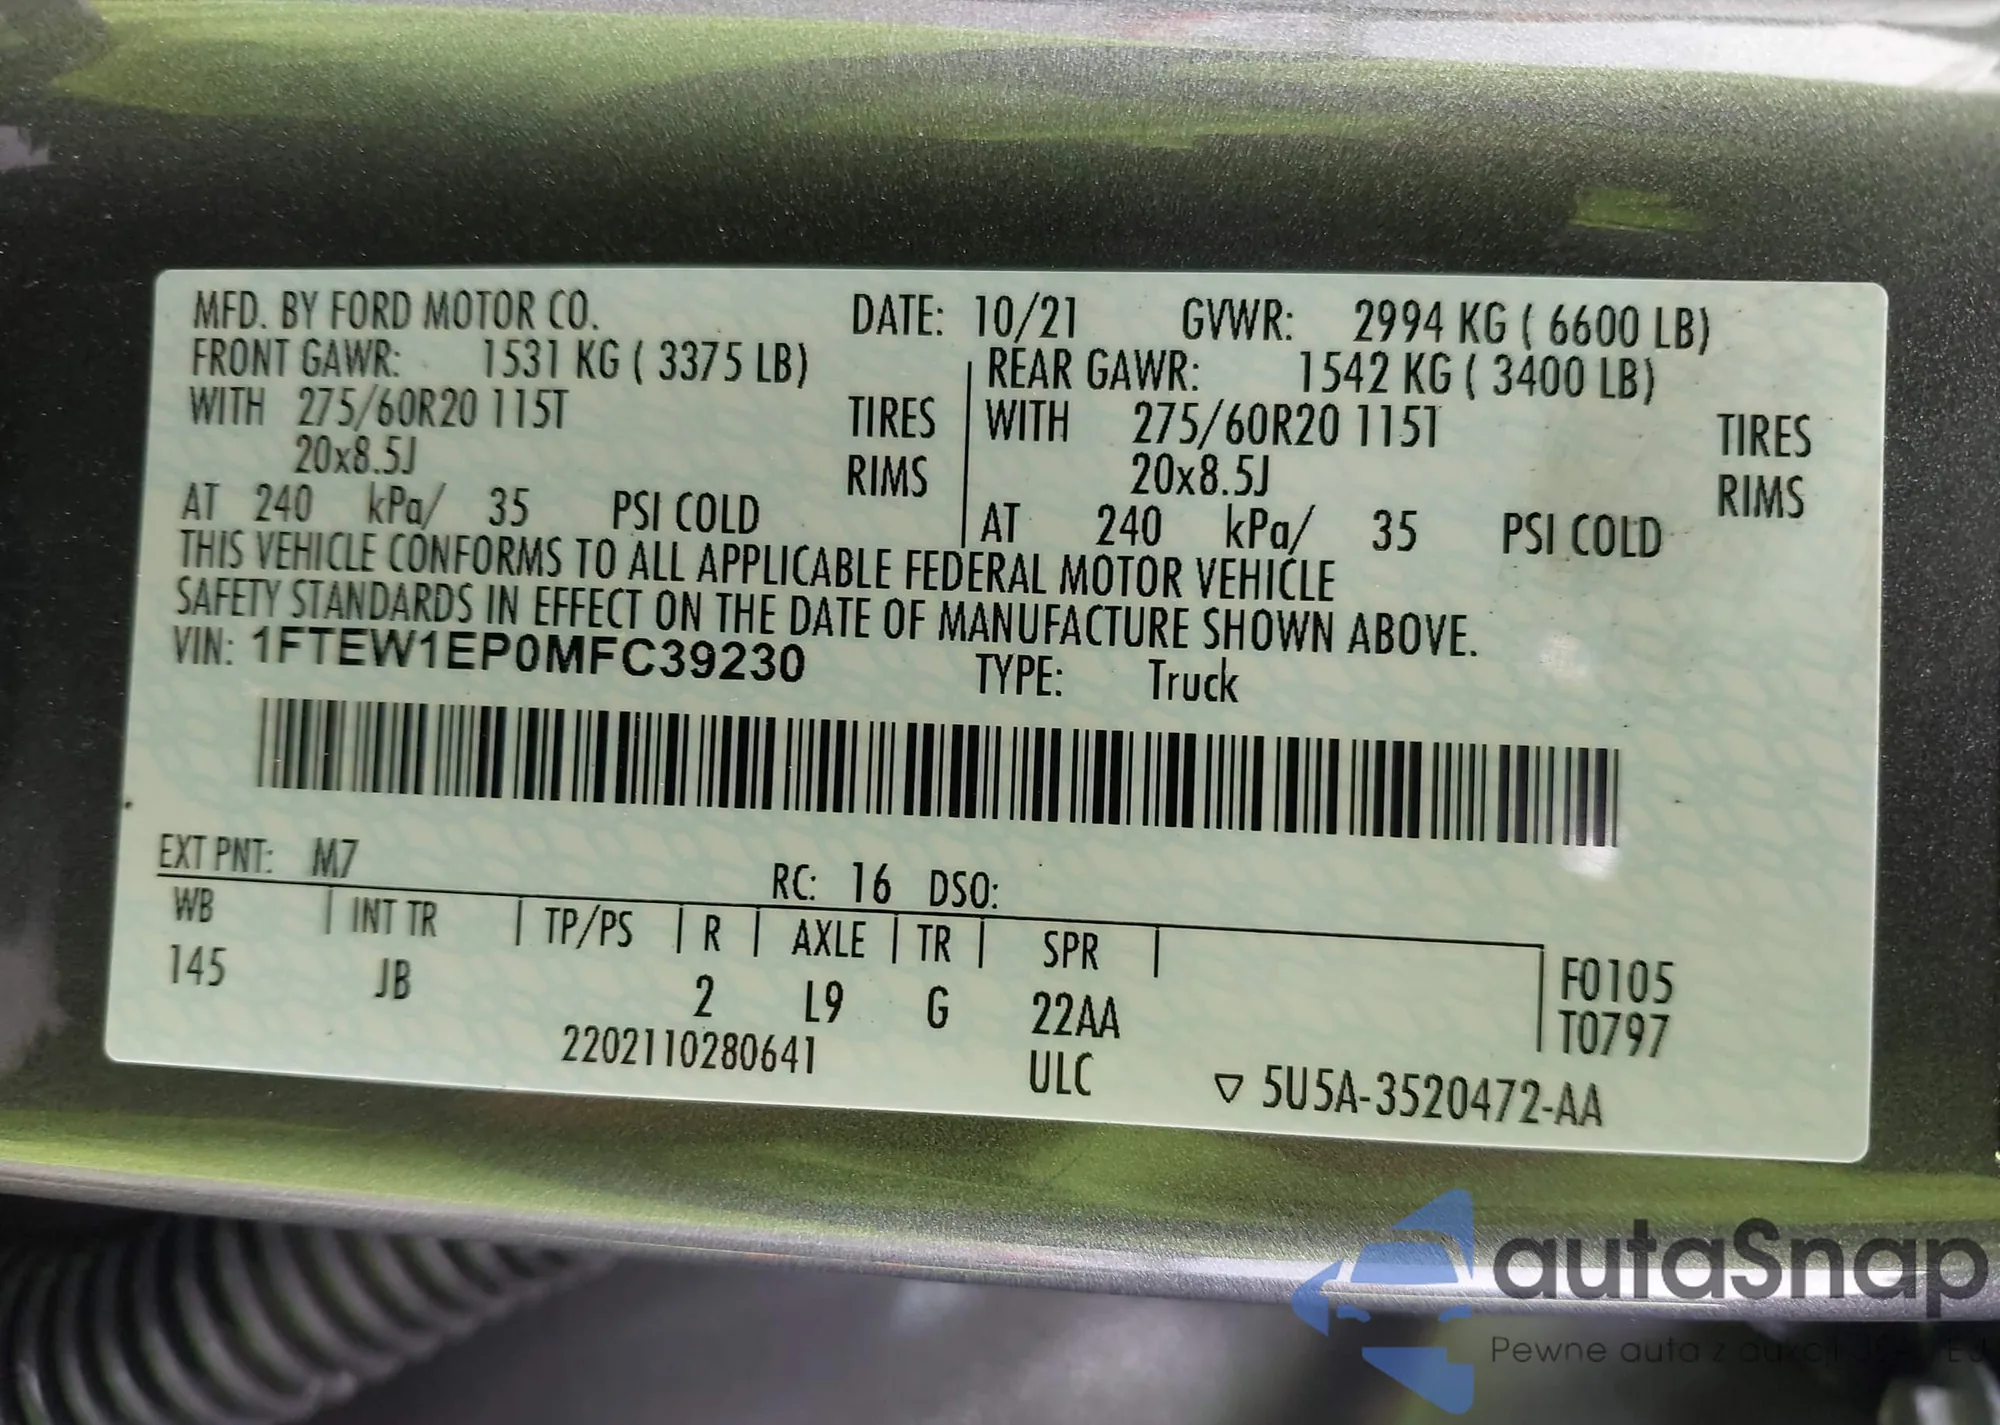 MFD. BY FORD MOTOR CO. DATE: 10/21 GVWR: 2994 KG ( 6600 LB)
FRONT GAWR: 1531 KG ( 3375 LB) REAR GAWR: 1542 KG ( 3400 LB)
WITH 275/60R20 115T TIRES WITH 275/60R20 115T TIRES
20x8.5J RIMS 20x8.5J RIMS
AT 240 kPa/ 35 PSI COLD AT 240 kPa/ 35 PSI COLD
THIS VEHICLE CONFORMS TO ALL APPLICABLE FEDERAL MOTOR VEHICLE
SAFETY STANDARDS IN EFFECT ON THE DATE OF MANUFACTURE SHOWN ABOVE.
VIN: 1FTEW1EP0MFC39230 TYPE: Truck
EXT PNT: M7 RC: 16 DSO:
WB INT TR TP/PS R AXLE TR SPR
145 JB 2 L9 G 22AA F0105
T0797
2202110280641 ULC ▽ 5U5A-3520472-AA
autaSnap
Pewne auta z aukcji